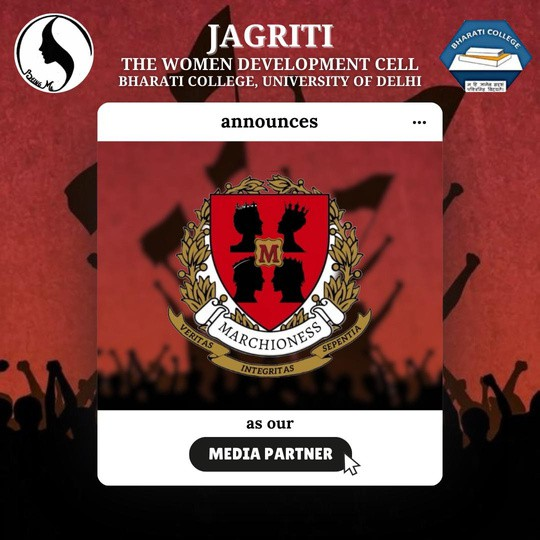 JAGRITI
THE WOMEN DEVELOPMENT CELL
BHARATI COLLEGE, UNIVERSITY OF DELHI
BHARATI COLLEGE
announces
M
MARCHIONESS
VERITAS
INTEGRITAS
SEPENTIA
as our
MEDIA PARTNER